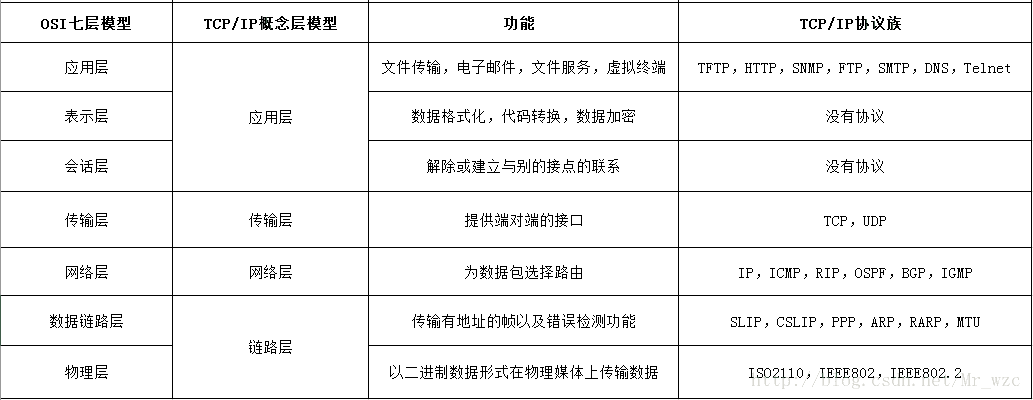 OSI七层模型 TCP/IP概念层模型 功能 TCP/IP协议族
应用层 文件传输，电子邮件，文件服务，虚拟终端 TFTP，HTTP，SNMP，FTP，SMTP，DNS，Telnet
表示层 应用层 数据格式化，代码转换，数据加密 没有协议
会话层 解除或建立与别的接点的联系 没有协议
传输层 传输层 提供端对端的接口 TCP，UDP
网络层 网络层 为数据包选择路由 IP，ICMP，RIP，OSPF，BGP，IGMP
数据链路层 传输有地址的帧以及错误检测功能 SLIP，CSLIP，PPP，ARP，RARP，MTU
链路层
物理层 以二进制数据形式在物理媒体上传输数据 ISO2110，IEEE802，IEEE802.2
http://blog.csdn.net/Mr_wzc